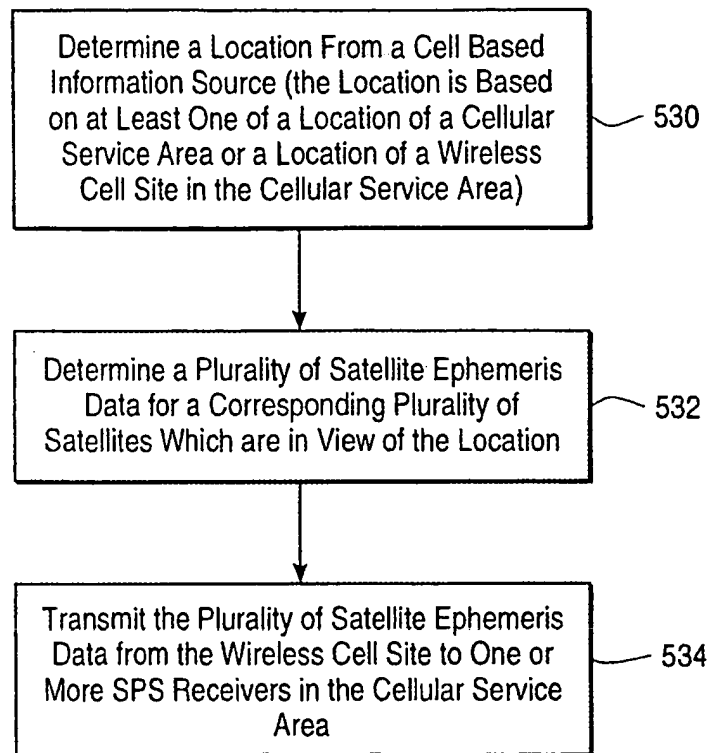 Determine a Location From a Cell Based
Information Source (the Location is Based
on at Least One of a Location of a Cellular
Service Area or a Location of a Wireless
Cell Site in the Cellular Service Area)
530
Determine a Plurality of Satellite Ephemeris
Data for a Corresponding Plurality of
Satellites Which are in View of the Location
532
Transmit the Plurality of Satellite Ephemeris
Data from the Wireless Cell Site to One or
More SPS Receivers in the Cellular Service
Area
534